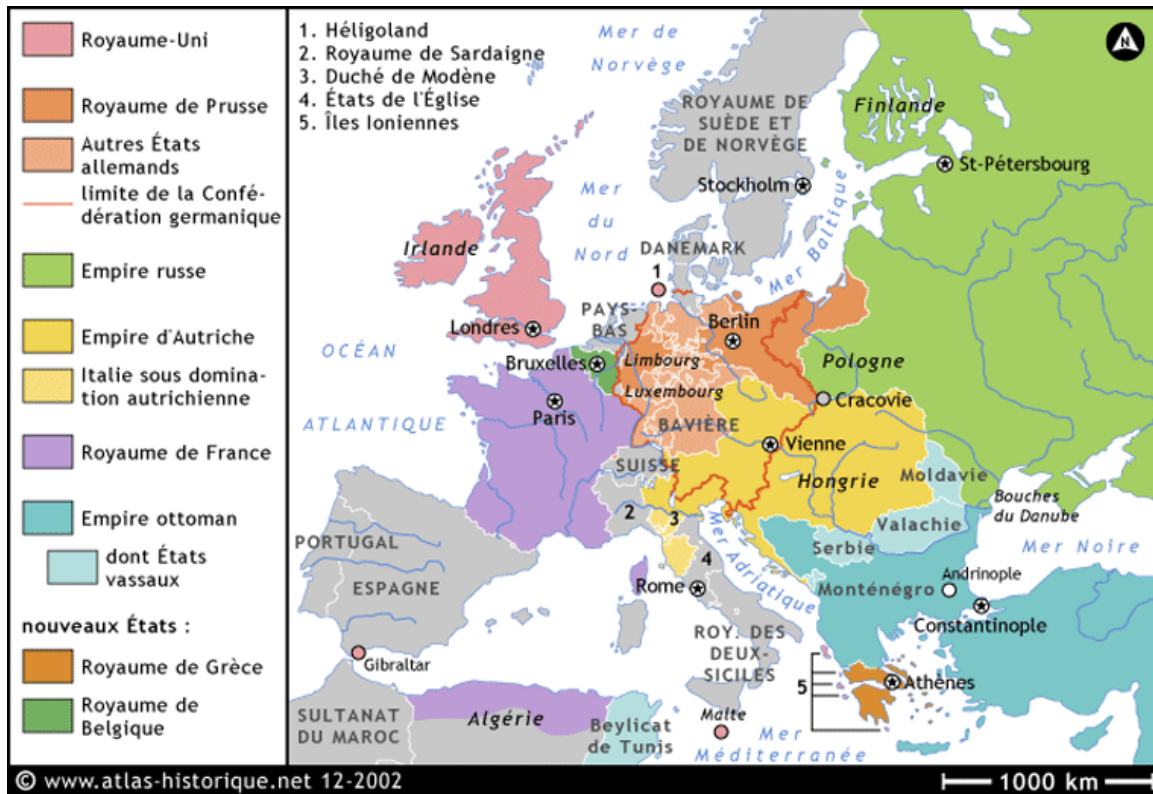 Royaume-Uni
Royaume de Prusse
Autres États
allemands
limite de la Confé-
dération germanique
Empire russe
Empire d'Autriche
Italie sous domina-
tion autrichienne
Royaume de France
Empire ottoman
dont États
vassaux
nouveaux États :
Royaume de Grèce
Royaume de
Belgique
1. Héligoland
2. Royaume de Sardaigne
3. Duché de Modène
4. États de l'Église
5. Îles Ioniennes
Mer de
Norvège
N
ROYAUME DE
SUÈDE ET
DE NORVÈGE
Finlande
St-Pétersbourg
Stockholm
Mer
du
Nord
Mer Baltique
Irlande
DANEMARK
1
PAYS-
BAS
Londres
Berlin
OCÉAN
ATLANTIQUE
Bruxelles
Limbourg
Pologne
Luxembourg
Cracovie
Paris
BAVIÈRE
Vienne
SUISSE
Hongrie
Moldavie
Bouches
du Danube
2
3
Valachie
Mer Adriatique
Serbie
Mer Noire
PORTUGAL
ESPAGNE
4
Rome
Monténégro
Andrinople
Constantinople
ROY. DES
DEUX-
SICILES
Gibraltar
5
Athènes
SULTANAT
DU MAROC
Algérie
Beylicat
de Tunis
Malte
Mer
Méditerranée
© www.atlas-historique.net 12-2002
1000 km